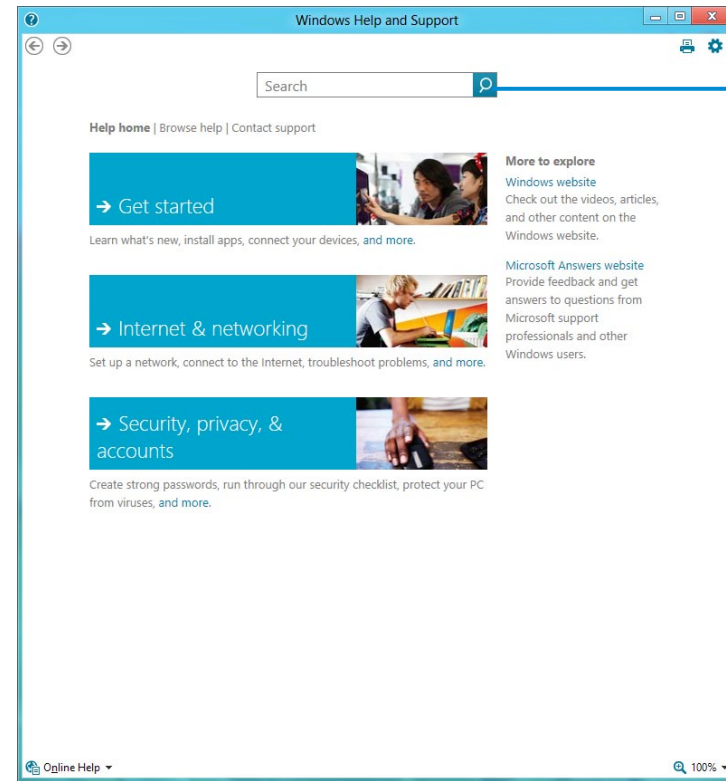 Windows Help and Support
Search
Help home | Browse help | Contact support
→ Get started
Learn what's new, install apps, connect your devices, and more.
→ Internet & networking
Set up a network, connect to the Internet, troubleshoot problems, and more.
→ Security, privacy, &
accounts
Create strong passwords, run through our security checklist, protect your PC
from viruses, and more.
More to explore
Windows website
Check out the videos, articles,
and other content on the
Windows website.
Microsoft Answers website
Provide feedback and get
answers to questions from
Microsoft support
professionals and other
Windows users.
Online Help
100%